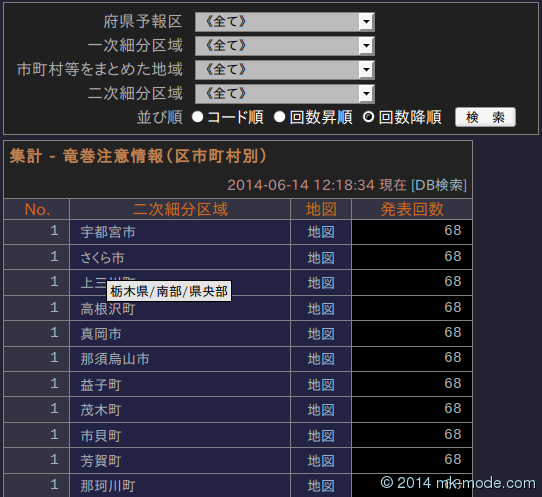 府県予報区 《全て》
一次細分区域 《全て》
市町村等をまとめた地域 《全て》
二次細分区域 《全て》
並び順 コード順 回数昇順 回数降順 検 索
集計 - 竜巻注意情報(区市町村別)
2014-06-14 12:18:34 現在 [DB検索]
No. 二次細分区域 地図 発表回数
1 宇都宮市 地図 68
1 さくら市 地図 68
1 上三 地図 68
栃木県/南部/県央部
1 高根沢町 地図 68
1 真岡市 地図 68
1 那須烏山市 地図 68
1 益子町 地図 68
1 茂木町 地図 68
1 市貝町 地図 68
1 芳賀町 地図 68
1 那珂川町 地図
© 2014 mk-mode.com